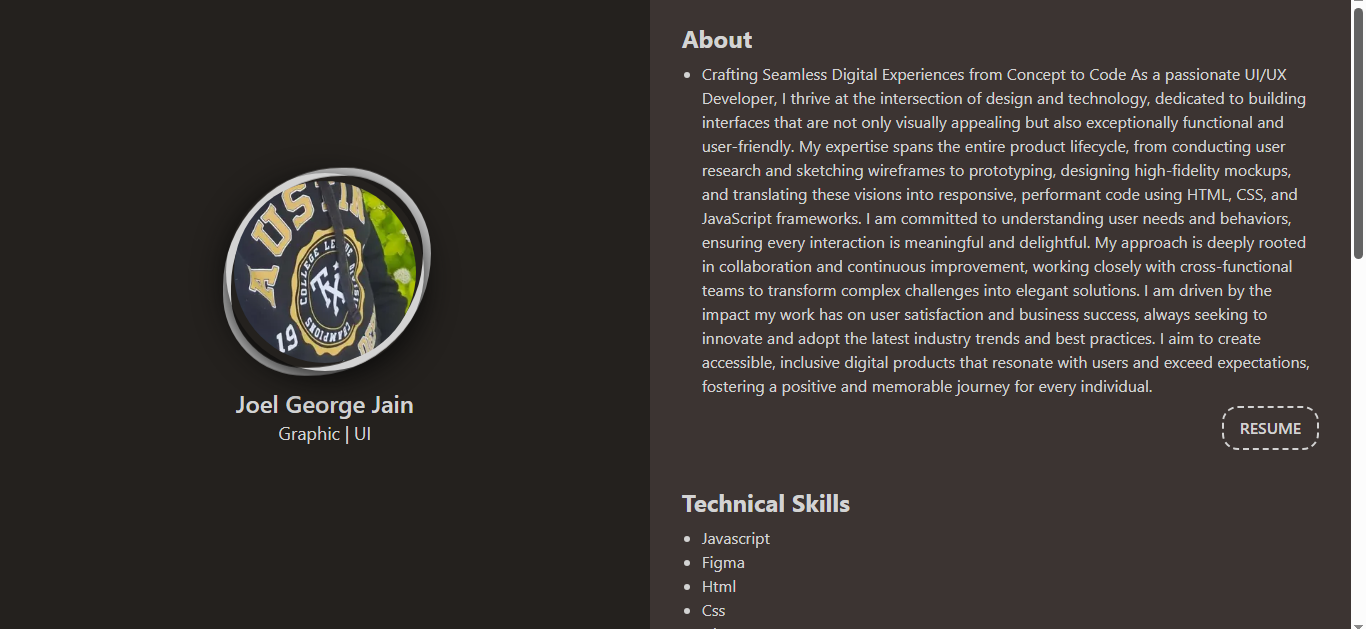 A USTIN
COLLEGE LE
DIVISI
CHAMPIONS
TX
19
Joel George Jain
Graphic | UI
About
Crafting Seamless Digital Experiences from Concept to Code As a passionate UI/UX
Developer, I thrive at the intersection of design and technology, dedicated to building
interfaces that are not only visually appealing but also exceptionally functional and
user-friendly. My expertise spans the entire product lifecycle, from conducting user
research and sketching wireframes to prototyping, designing high-fidelity mockups,
and translating these visions into responsive, performant code using HTML, CSS, and
JavaScript frameworks. I am committed to understanding user needs and behaviors,
ensuring every interaction is meaningful and delightful. My approach is deeply rooted
in collaboration and continuous improvement, working closely with cross-functional
teams to transform complex challenges into elegant solutions. I am driven by the
impact my work has on user satisfaction and business success, always seeking to
innovate and adopt the latest industry trends and best practices. I aim to create
accessible, inclusive digital products that resonate with users and exceed expectations,
fostering a positive and memorable journey for every individual.
RESUME
Technical Skills
Javascript
Figma
Html
Css